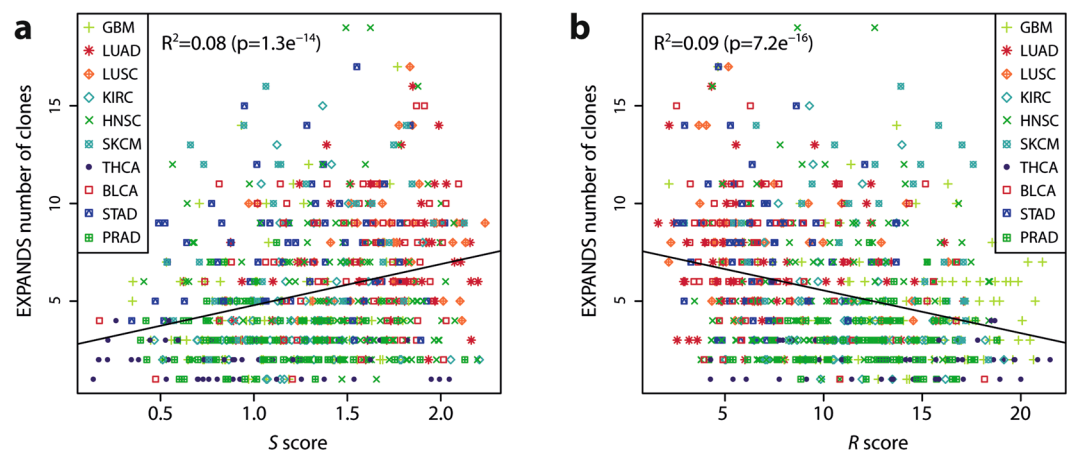 a
GBM
LUAD
LUSC
KIRC
HNSC
SKCM
THCA
BLCA
STAD
PRAD
R²=0.08 (p=1.3e⁻¹⁴)
EXPANDS number of clones
15
10
5
0.5 1.0 1.5 2.0
S score
b
R²=0.09 (p=7.2e⁻¹⁶)
GBM
LUAD
LUSC
KIRC
HNSC
SKCM
THCA
BLCA
STAD
PRAD
EXPANDS number of clones
15
10
5
5 10 15 20
R score